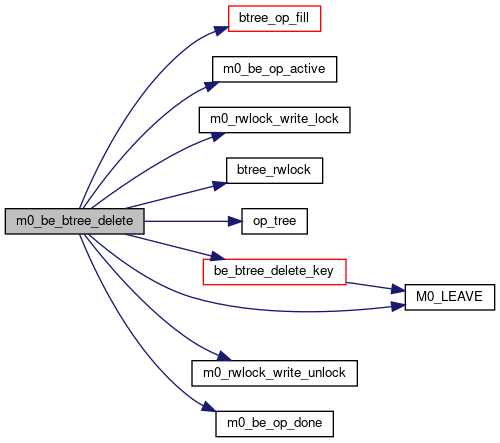 btree_op_fill
m0_be_op_active
m0_rwlock_write_lock
btree_rwlock
m0_be_btree_delete
op_tree
be_btree_delete_key
M0_LEAVE
m0_rwlock_write_unlock
m0_be_op_done